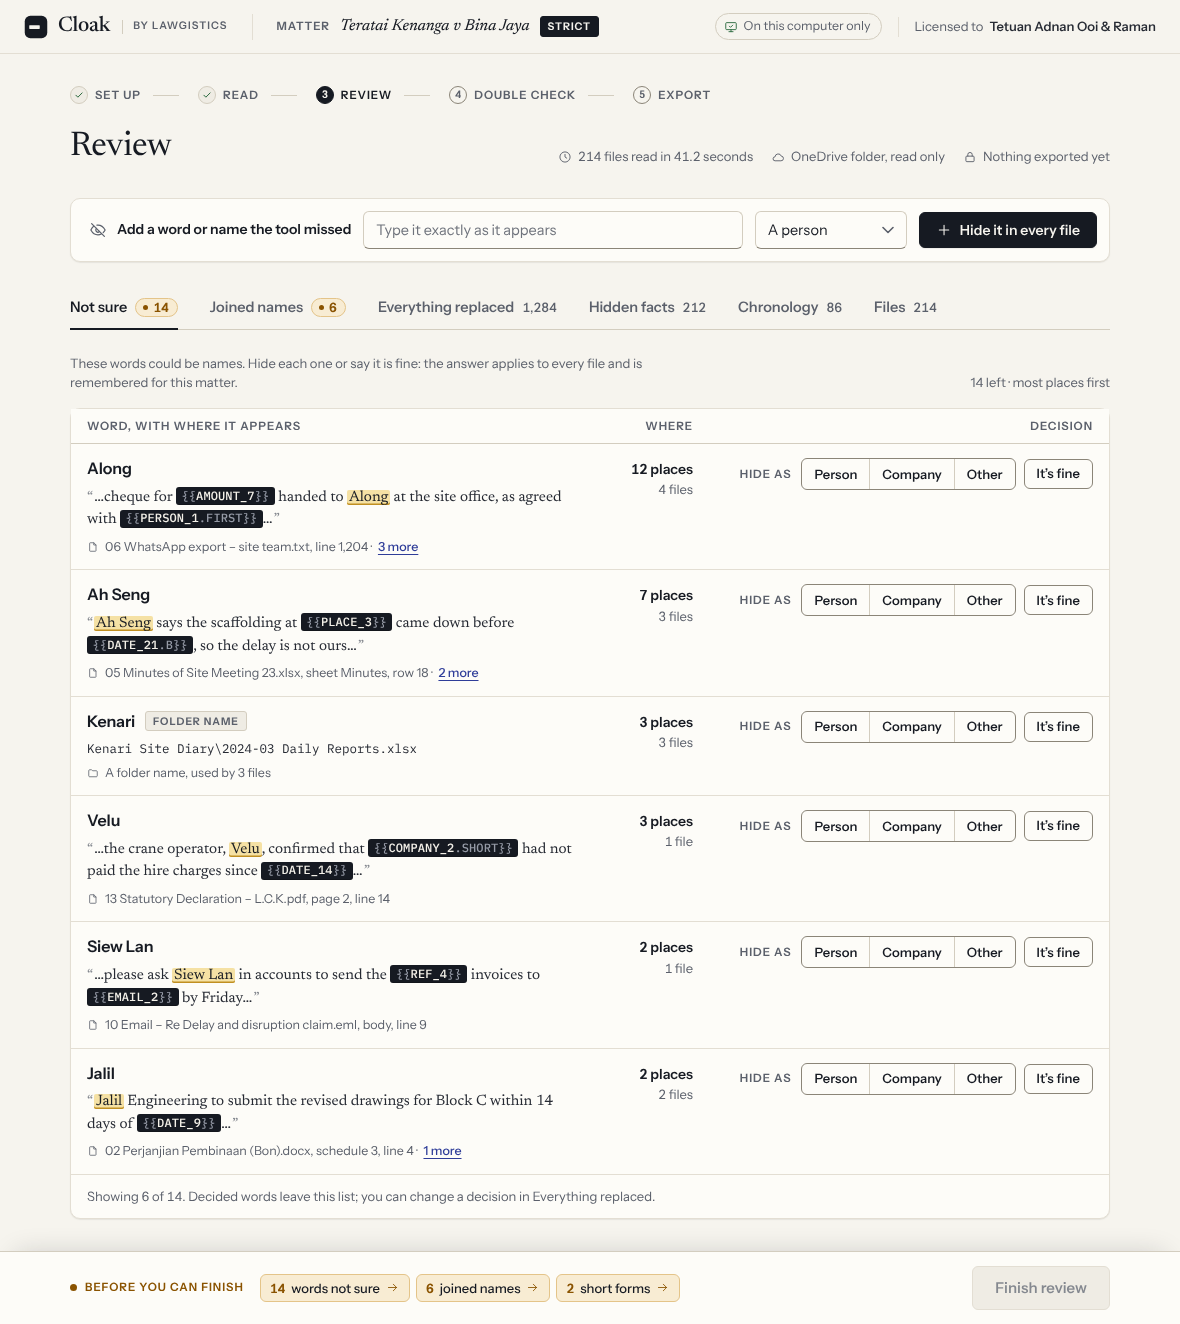 Cloak BY LAWGISTICS MATTER Teratai Kenanga v Bina Jaya STRICT On this computer only Licensed to Tetuan Adnan Ooi & Raman
SET UP READ 3 REVIEW 4 DOUBLE CHECK 5 EXPORT
Review
214 files read in 41.2 seconds OneDrive folder, read only Nothing exported yet
Add a word or name the tool missed Type it exactly as it appears A person + Hide it in every file
Not sure 14 Joined names 6 Everything replaced 1,284 Hidden facts 212 Chronology 86 Files 214
These words could be names. Hide each one or say it is fine: the answer applies to every file and is
remembered for this matter.
14 left · most places first
WORD, WITH WHERE IT APPEARS WHERE DECISION
Along 12 places HIDE AS Person Company Other It's fine
4 files
“…cheque for {{AMOUNT_7}} handed to Along at the site office, as agreed
with {{PERSON_1.FIRST}}…”
06 WhatsApp export – site team.txt, line 1,204 · 3 more
Ah Seng 7 places HIDE AS Person Company Other It's fine
3 files
“Ah Seng says the scaffolding at {{PLACE_3}} came down before
{{DATE_21.B}}, so the delay is not ours…”
05 Minutes of Site Meeting 23.xlsx, sheet Minutes, row 18 · 2 more
Kenari FOLDER NAME 3 places HIDE AS Person Company Other It's fine
3 files
Kenari Site Diary\2024-03 Daily Reports.xlsx
A folder name, used by 3 files
Velu 3 places HIDE AS Person Company Other It's fine
1 file
“…the crane operator, Velu, confirmed that {{COMPANY_2.SHORT}} had not
paid the hire charges since {{DATE_14}}…”
13 Statutory Declaration – L.C.K.pdf, page 2, line 14
Siew Lan 2 places HIDE AS Person Company Other It's fine
1 file
“…please ask Siew Lan in accounts to send the {{REF_4}} invoices to
{{EMAIL_2}} by Friday…”
10 Email – Re Delay and disruption claim.eml, body, line 9
Jalil 2 places HIDE AS Person Company Other It's fine
2 files
“Jalil Engineering to submit the revised drawings for Block C within 14
days of {{DATE_9}}…”
02 Perjanjian Pembinaan (Bon).docx, schedule 3, line 4 · 1 more
Showing 6 of 14. Decided words leave this list; you can change a decision in Everything replaced.
BEFORE YOU CAN FINISH 14 words not sure → 6 joined names → 2 short forms → Finish review